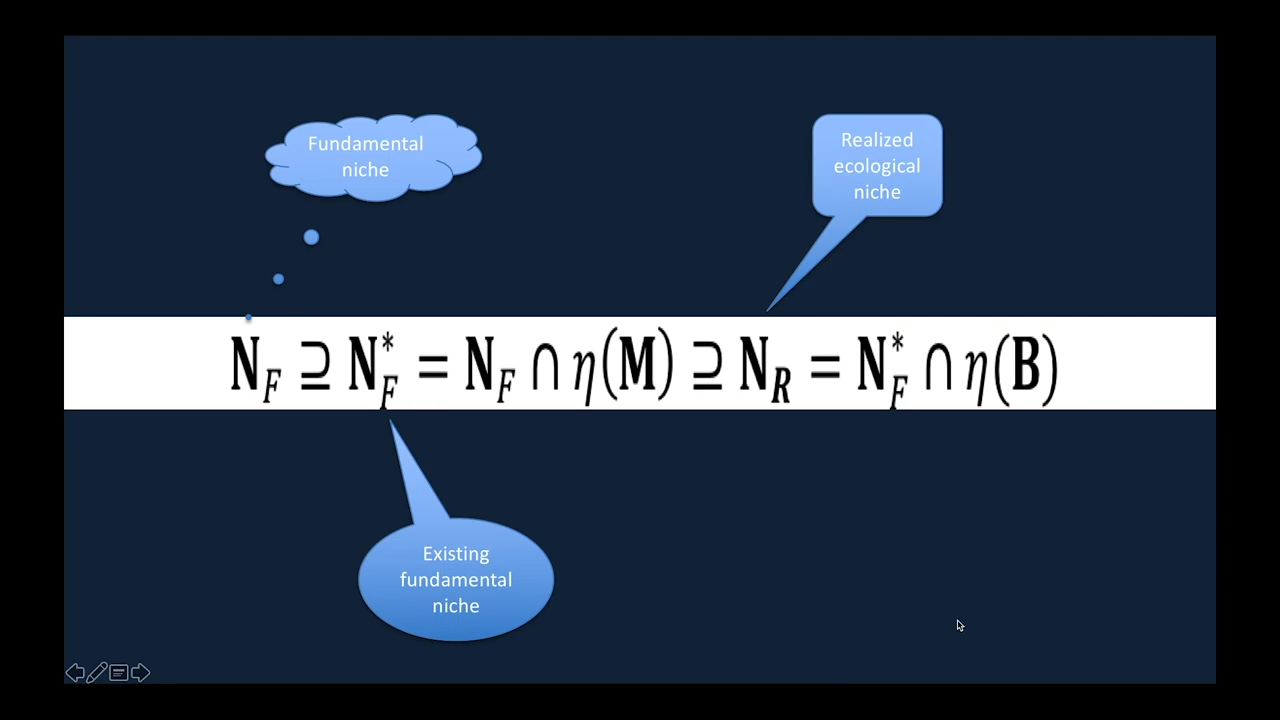 Fundamental
niche
Realized
ecological
niche
N_F ⊇ N*_F = N_F ∩ η(M) ⊇ N_R = N*_F ∩ η(B)
Existing
fundamental
niche